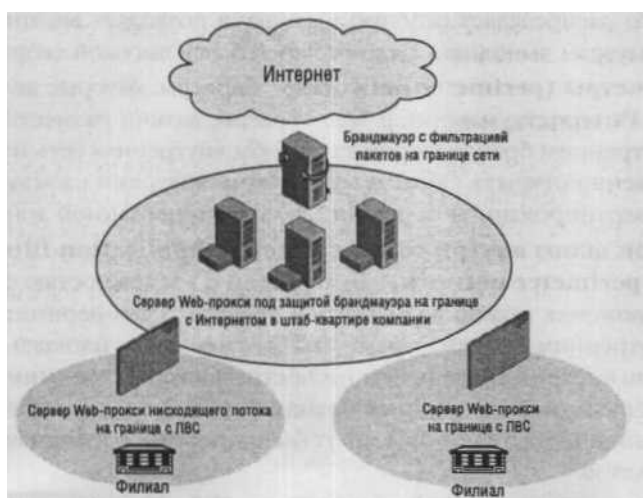 Интернет
Брандмауэр с фильтрацией
пакетов на границе сети
Сервер Web-прокси под защитой брандмауэра на границе
с Интернетом в штаб-квартире компании
Сервер Web-прокси нисходящего потока
на границе с ЛВС
Сервер Web-прокси
на границе с ЛВС
Филиал
Филиал